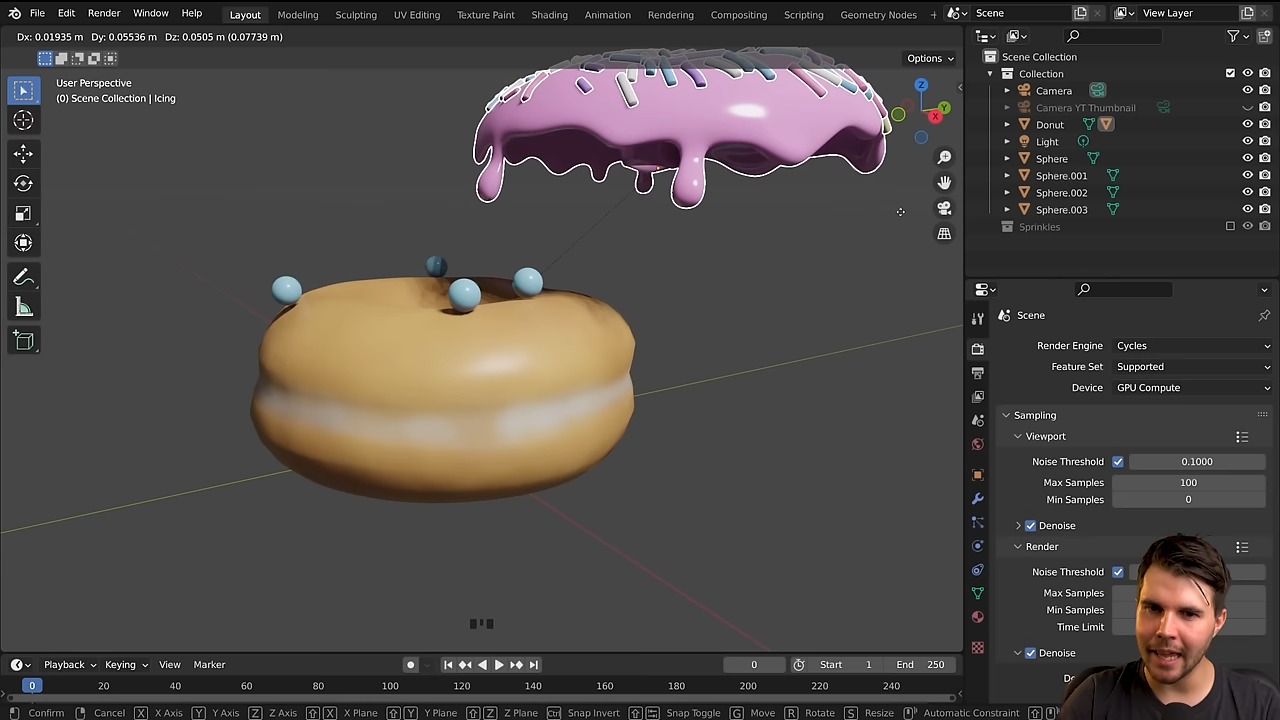 File Edit Render Window Help Layout Modeling Sculpting UV Editing Texture Paint Shading Animation Rendering Compositing Scripting Geometry Nodes + Scene View Layer
Dx: 0.01935 m Dy: 0.05536 m Dz: 0.0505 m (0.07739 m)
Options
User Perspective
(0) Scene Collection | Icing
Z
Y
X
Scene Collection
Collection
Camera
Camera YT Thumbnail
Donut
Light
Sphere
Sphere.001
Sphere.002
Sphere.003
Sprinkles
Scene
Render Engine Cycles
Feature Set Supported
Device GPU Compute
Sampling
Viewport
Noise Threshold 0.1000
Max Samples 100
Min Samples 0
Denoise
Render
Noise Threshold
Max Samples
Min Samples
Time Limit
Denoise
Playback Keying View Marker 0 Start 1 End 250
0 20 40 60 80 100 120 140 160 180 200 220 240
Confirm Cancel X X Axis Y Y Axis Z Z Axis X X Plane Y Y Plane Z Z Plane Ctrl Snap Invert Snap Toggle G Move R Rotate S Resize Automatic Constraint